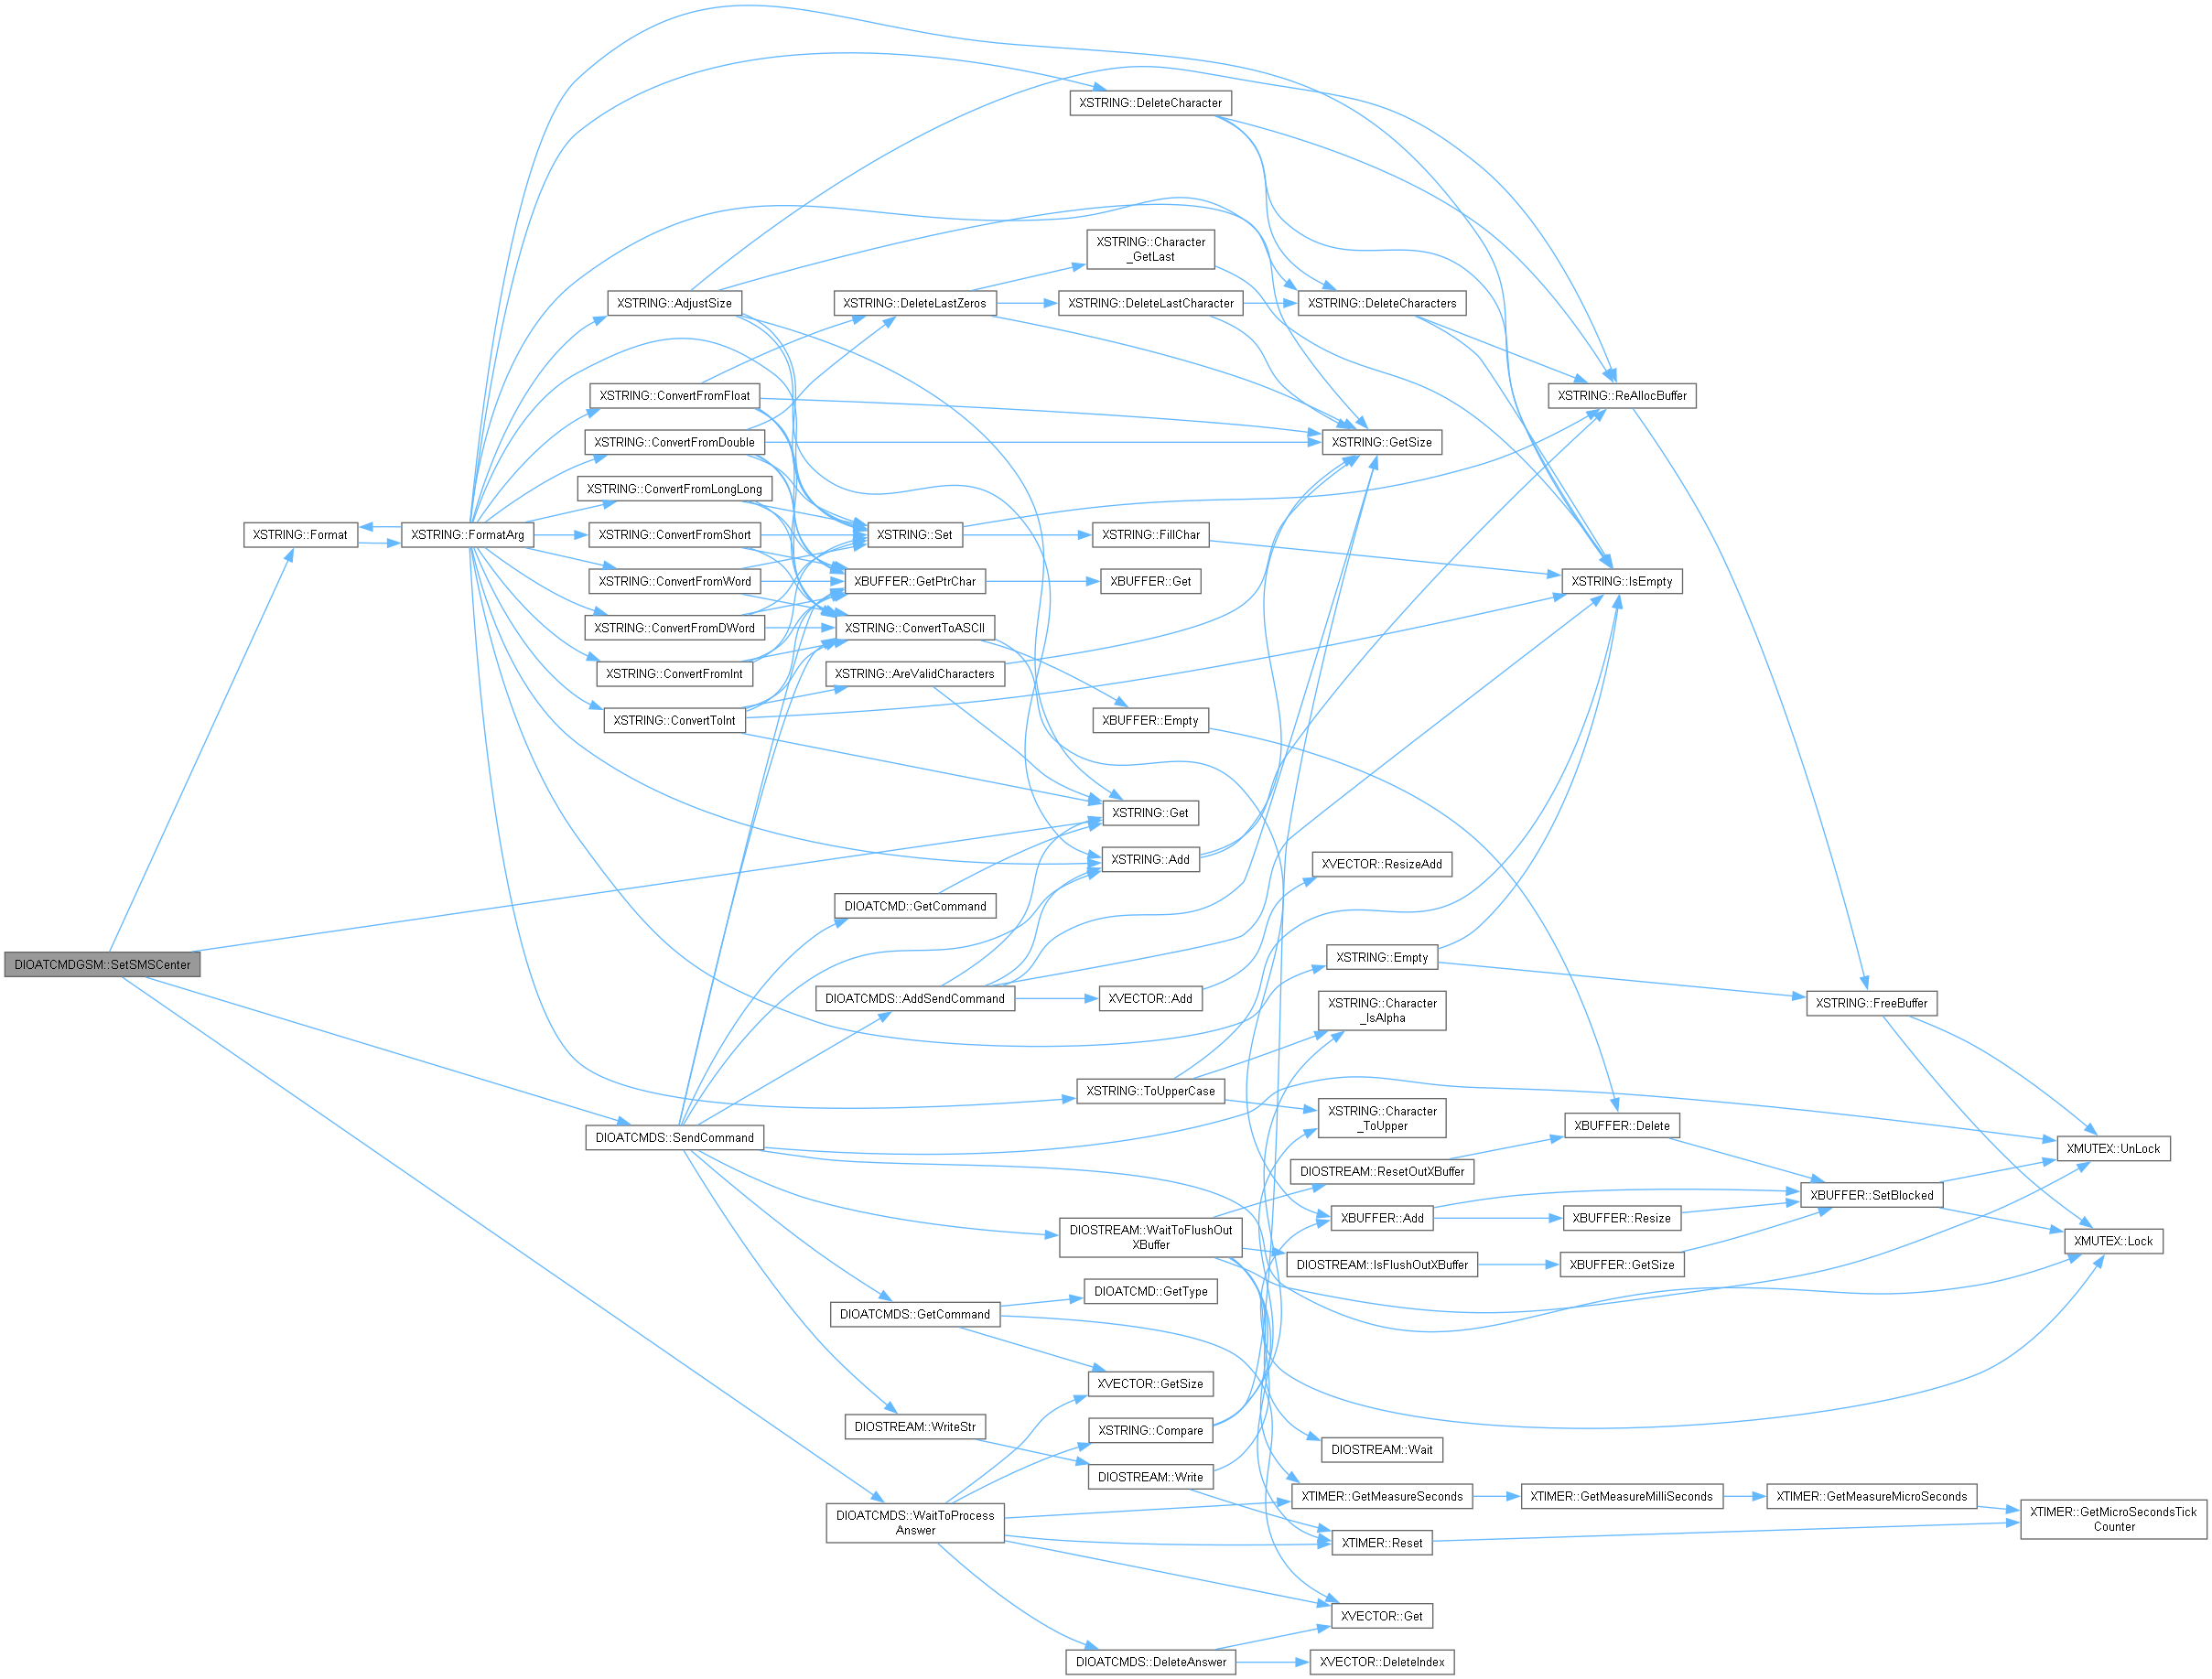 DIOATCMDGSM::SetSMSCenter
XSTRING::Format
XSTRING::FormatArg
XSTRING::AdjustSize
XSTRING::ConvertFromFloat
XSTRING::ConvertFromDouble
XSTRING::ConvertFromLongLong
XSTRING::ConvertFromShort
XSTRING::ConvertFromWord
XSTRING::ConvertFromDWord
XSTRING::ConvertFromInt
XSTRING::ConvertToInt
DIOATCMDS::SendCommand
XSTRING::DeleteLastZeros
XSTRING::Set
XBUFFER::GetPtrChar
XSTRING::ConvertToASCII
XSTRING::AreValidCharacters
DIOATCMD::GetCommand
DIOATCMDS::AddSendCommand
DIOATCMDS::GetCommand
DIOSTREAM::WriteStr
DIOATCMDS::WaitToProcess
Answer
XSTRING::DeleteCharacter
XSTRING::Character
_GetLast
XSTRING::DeleteLastCharacter
XSTRING::FillChar
XBUFFER::Get
XBUFFER::Empty
XSTRING::Get
XSTRING::Add
XVECTOR::Add
XSTRING::ToUpperCase
DIOSTREAM::WaitToFlushOut
XBuffer
DIOATCMD::GetType
XVECTOR::GetSize
XSTRING::Compare
DIOSTREAM::Write
DIOATCMDS::DeleteAnswer
XSTRING::DeleteCharacters
XSTRING::GetSize
XVECTOR::ResizeAdd
XSTRING::Empty
XSTRING::Character
_IsAlpha
XSTRING::Character
_ToUpper
DIOSTREAM::ResetOutXBuffer
XBUFFER::Add
DIOSTREAM::IsFlushOutXBuffer
DIOSTREAM::Wait
XTIMER::GetMeasureSeconds
XTIMER::Reset
XVECTOR::Get
XVECTOR::DeleteIndex
XSTRING::ReAllocBuffer
XSTRING::IsEmpty
XBUFFER::Delete
XBUFFER::Resize
XBUFFER::GetSize
XTIMER::GetMeasureMilliSeconds
XSTRING::FreeBuffer
XBUFFER::SetBlocked
XTIMER::GetMeasureMicroSeconds
XMUTEX::UnLock
XMUTEX::Lock
XTIMER::GetMicroSecondsTick
Counter